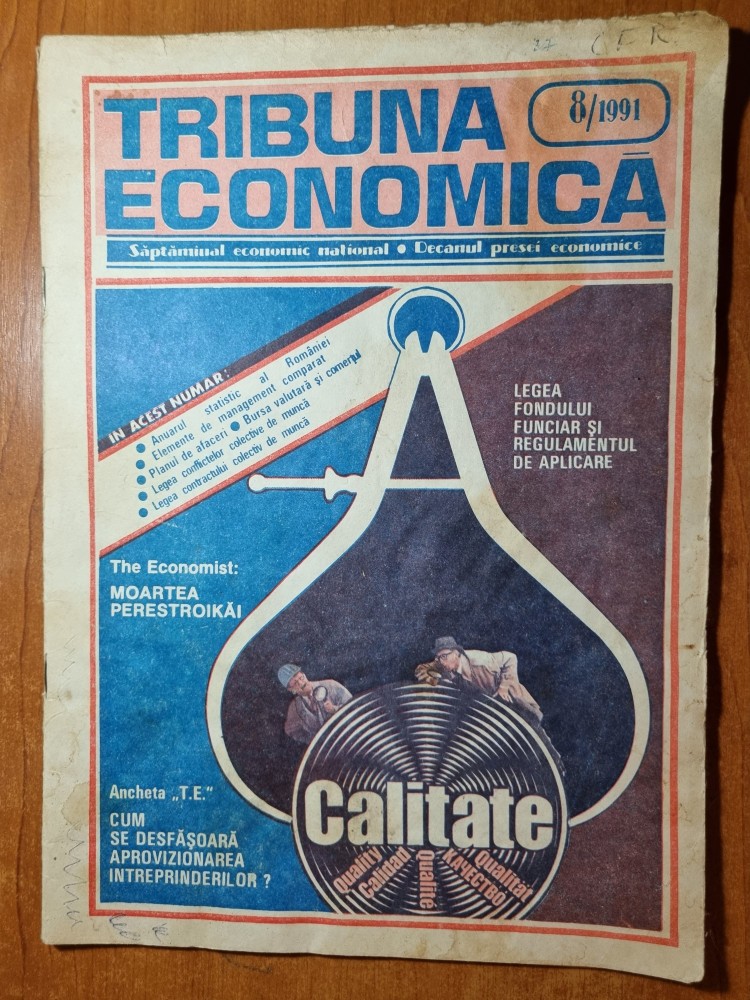 C.F.R.
TRIBUNA
ECONOMICĂ
8/1991
Săptămînal economic național ● Decanul presei economice
IN ACEST NUMAR:
● Anuarul statistic al României
● Elemente de management comparat
● Planul de afaceri ● Bursa valutară și comerțul
● Legea conflictelor colective de muncă
● Legea contractului colectiv de muncă
LEGEA
FONDULUI
FUNCIAR ȘI
REGULAMENTUL
DE APLICARE
The Economist:
MOARTEA
PERESTROIKĂI
Ancheta „T.E."
CUM
SE DESFĂȘOARĂ
APROVIZIONAREA
INTREPRINDERILOR ?
Calitate
Quality
Calidad
Qualité
КАЧЕСТВО
Qualität